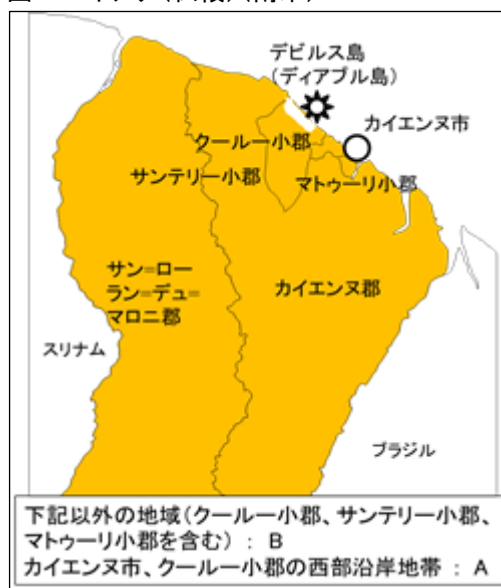 デビルス島
(ディアブル島)
カイエンヌ市
クールー小郡
サンテリー小郡
マトゥーリ小郡
サン=ロー
ラン=デュ=
マロニ郡
カイエンヌ郡
スリナム
ブラジル
下記以外の地域(クールー小郡、サンテリー小郡、
マトゥーリ小郡を含む) : B
カイエンヌ市、クールー小郡の西部沿岸地帯 : A